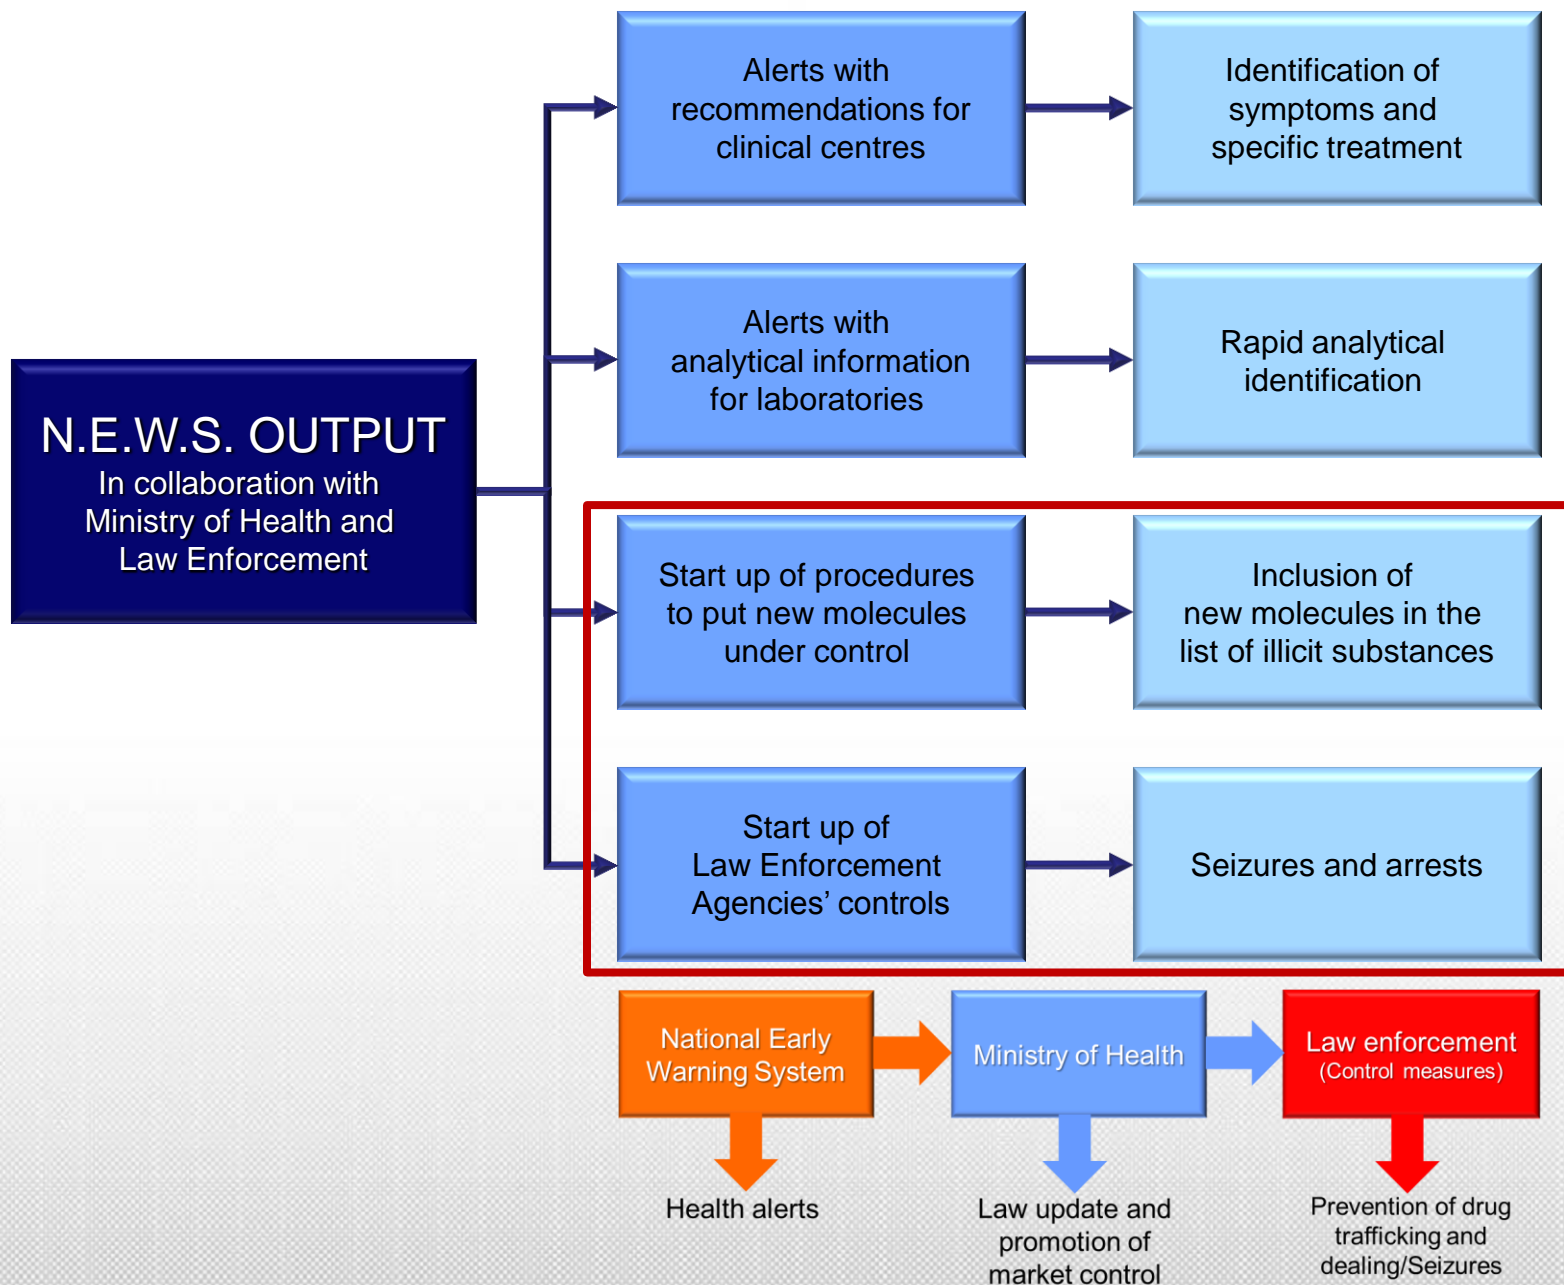 Alerts with
recommendations for
clinical centres
Identification of
symptoms and
specific treatment
Alerts with
analytical information
for laboratories
Rapid analytical
identification
N.E.W.S. OUTPUT
In collaboration with
Ministry of Health and
Law Enforcement
Start up of procedures
to put new molecules
under control
Inclusion of
new molecules in the
list of illicit substances
Start up of
Law Enforcement
Agencies’ controls
Seizures and arrests
National Early
Warning System
Ministry of Health
Law enforcement
(Control measures)
Health alerts
Law update and
promotion of
market control
Prevention of drug
trafficking and
dealing/Seizures